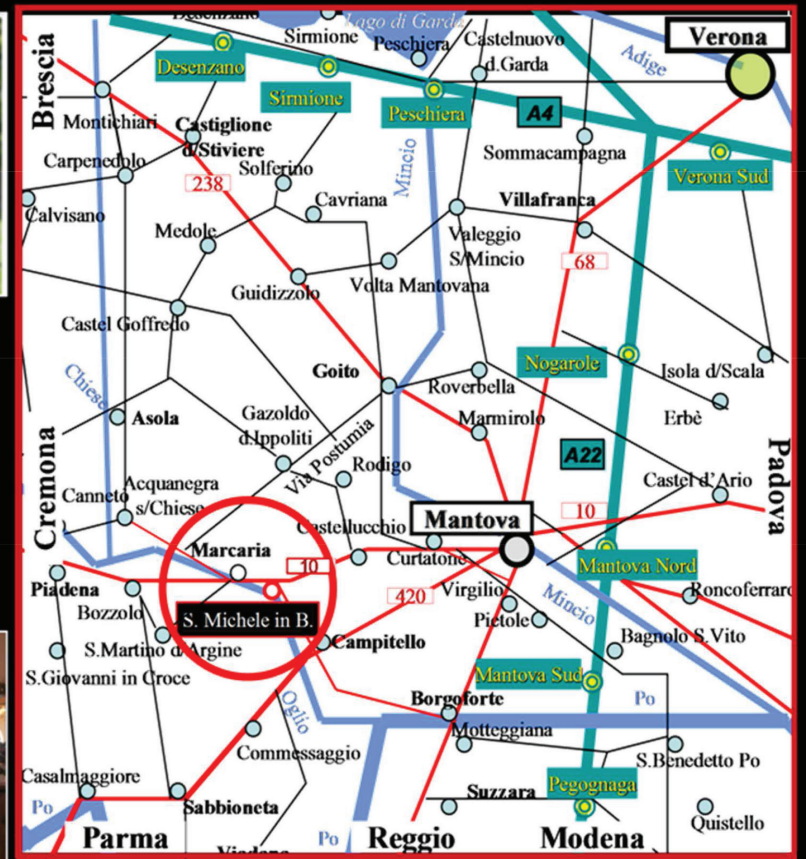 Desenzano
Lago di Garda
Sirmione
Peschiera
Castelnuovo
d.Garda
Verona
Adige
Brescia
Desenzano
Sirmione
Peschiera
A4
Montichiari
Castiglione
d/Stiviere
Sommacampagna
Verona Sud
Carpenedolo
Solferino
238
Mincio
Calvisano
Cavriana
Villafranca
Medole
Valeggio
S/Mincio
68
Guidizzolo
Volta Mantovana
Castel Goffredo
Nogarole
Isola d/Scala
Goito
Roverbella
Chiese
Erbè
Asola
Gazoldo
d.Ippoliti
Marmirolo
Via Postumia
Rodigo
A22
Padova
Cremona
Canneto
Acquanegra
s/Chiese
Castel d'Ario
Castellucchio
Mantova
10
Marcaria
10
Curtatone
Mantova Nord
Piadena
Bozzolo
420
Virgilio
Mincio
Roncoferraro
S. Michele in B.
Pietole
S.Martino d'Argine
Campitello
Bagnolo S.Vito
S.Giovanni in Croce
Mantova Sud
Oglio
Borgoforte
Po
Commessaggio
Motteggiana
S.Benedetto Po
Casalmaggiore
Suzzara
Pegognaga
Po
Sabbioneta
Quistello
Parma
Viadana
Po
Reggio
Modena